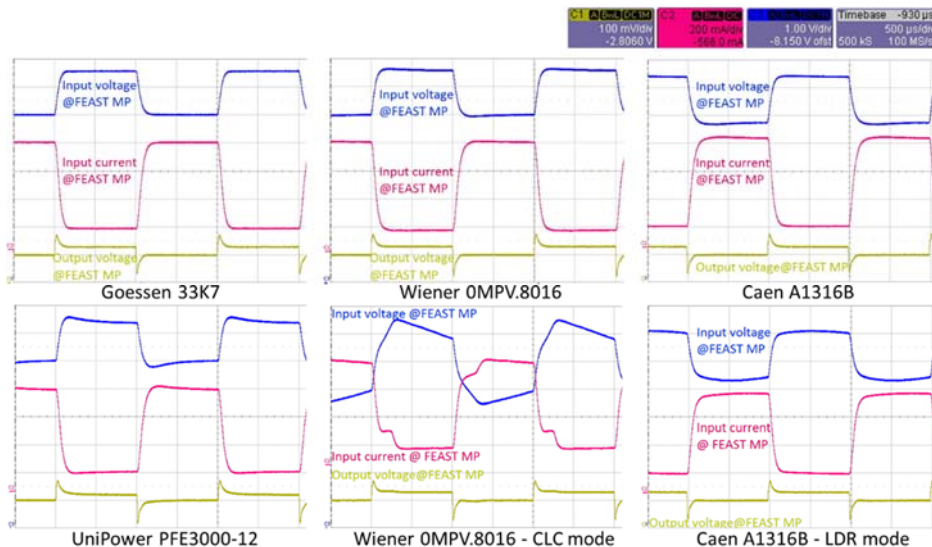 C1 A BwL DC1M
100 mV/div
-2.8060 V
C2 A BwL DC
200 mA/div
-566.0 mA
1.00 V/div
-8.150 V ofst
Timebase -930 µs
500 µs/div
500 kS 100 MS/s
Input voltage
@FEAST MP
Input current
@FEAST MP
Output voltage
@FEAST MP
Goessen 33K7
Input voltage
@FEAST MP
Input current
@FEAST MP
Output voltage
@FEAST MP
Wiener 0MPV.8016
Input voltage
@FEAST MP
Input current
@FEAST MP
Output voltage@FEAST MP
Caen A1316B
UniPower PFE3000-12
Input voltage @FEAST MP
Input current @ FEAST MP
Output voltage@FEAST MP
Wiener 0MPV.8016 - CLC mode
Input voltage
@FEAST MP
Input current
@ FEAST MP
Output voltage@FEAST MP
Caen A1316B - LDR mode